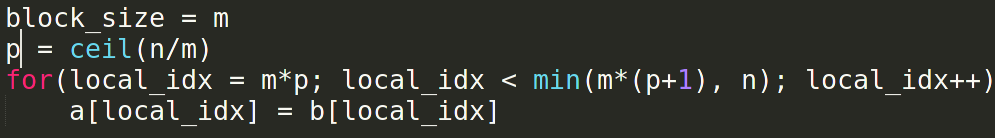 block_size = m
p = ceil(n/m)
for(local_idx = m*p; local_idx < min(m*(p+1), n); local_idx++)
    a[local_idx] = b[local_idx]